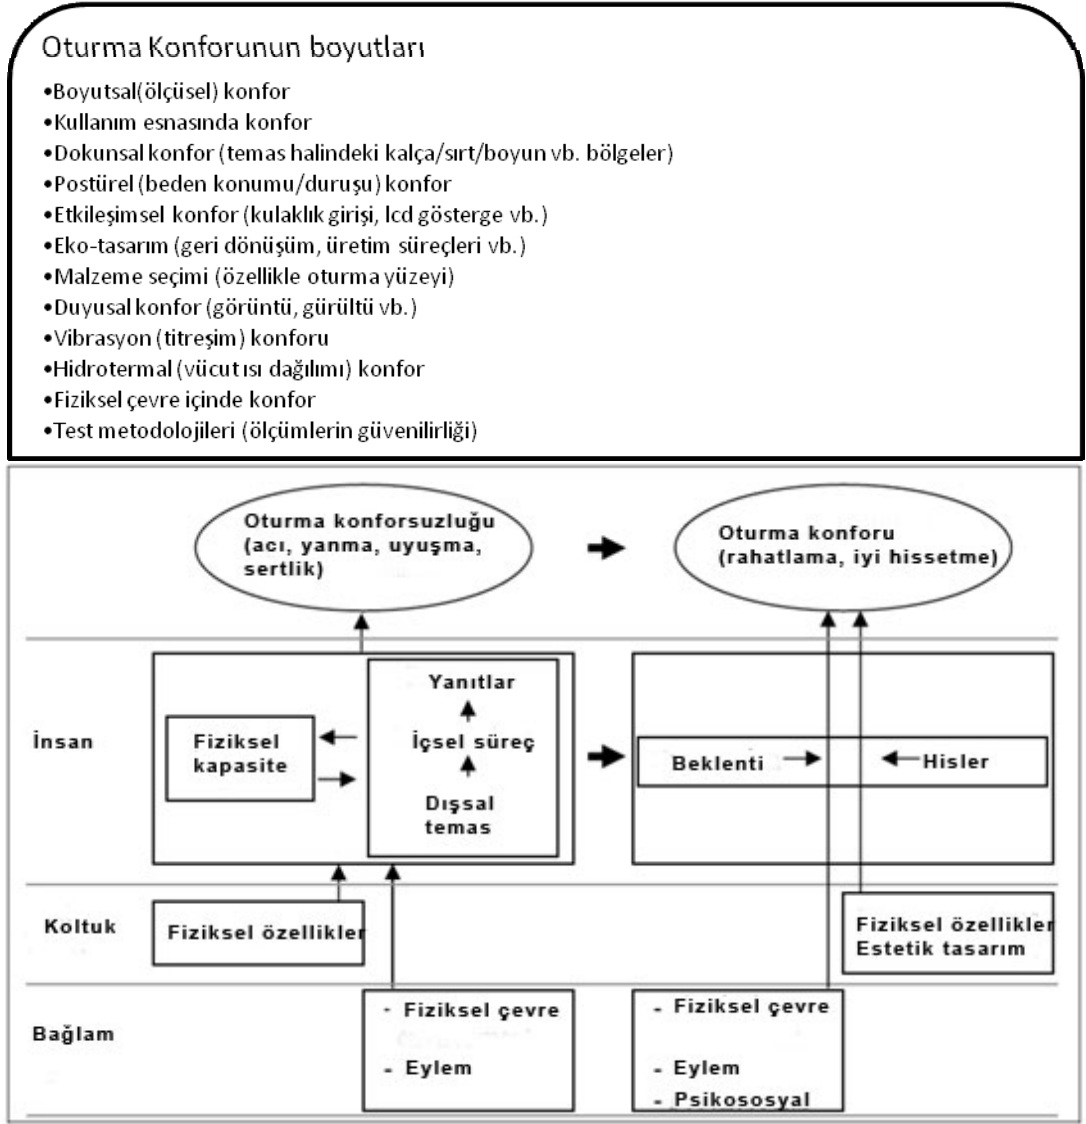 Oturma Konforunun boyutları
•Boyutsal(ölçüsel) konfor
•Kullanım esnasında konfor
•Dokunsal konfor (temas halindeki kalça/sırt/boyun vb. bölgeler)
•Postürel (beden konumu/duruşu) konfor
•Etkileşimsel konfor (kulaklık girişi, lcd gösterge vb.)
•Eko-tasarım (geri dönüşüm, üretim süreçleri vb.)
•Malzeme seçimi (özellikle oturma yüzeyi)
•Duyusal konfor (görüntü, gürültü vb.)
•Vibrasyon (titreşim) konforu
•Hidrotermal (vücut ısı dağılımı) konfor
•Fiziksel çevre içinde konfor
•Test metodolojileri (ölçümlerin güvenilirliği)
Oturma konforsuzluğu
(acı, yanma, uyuşma,
sertlik)
Oturma konforu
(rahatlama, iyi hissetme)
İnsan
Fiziksel
kapasite
Yanıtlar
İçsel süreç
Dışsal
temas
Beklenti
Hisler
Koltuk
Fiziksel özellikler
Fiziksel özellikler
Estetik tasarım
Bağlam
- Fiziksel çevre
- Eylem
- Fiziksel çevre
- Eylem
- Psikososyal